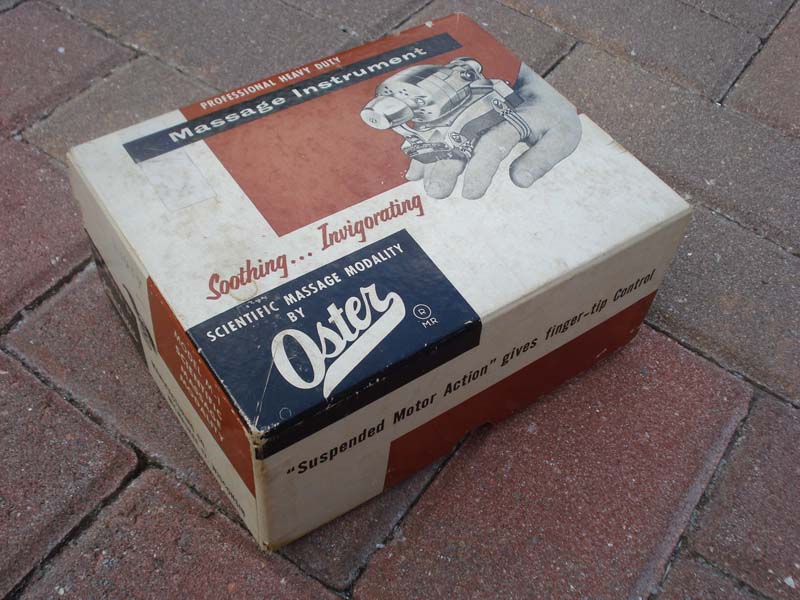 PROFESSIONAL HEAVY DUTY
Massage Instrument
Soothing... Invigorating
SCIENTIFIC MASSAGE MODALITY
BY
Oster
®
MR
"Suspended Motor Action" gives finger-tip Control